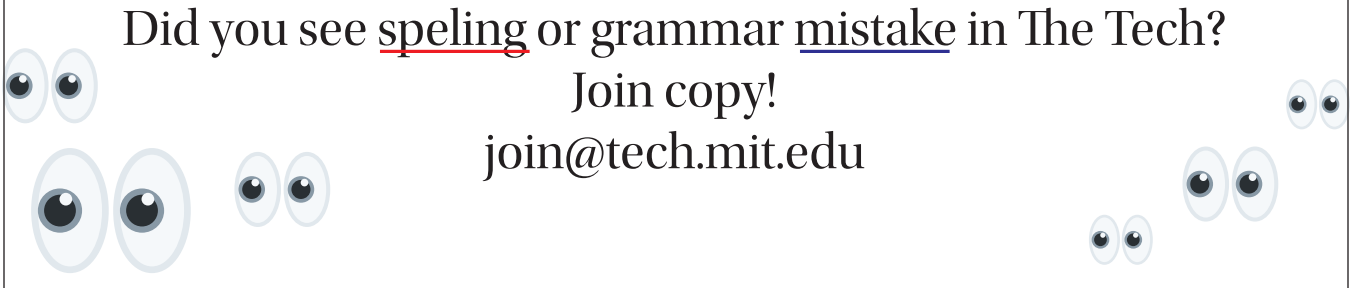 Did you see speling or grammar mistake in The Tech?
Join copy!
join@tech.mit.edu